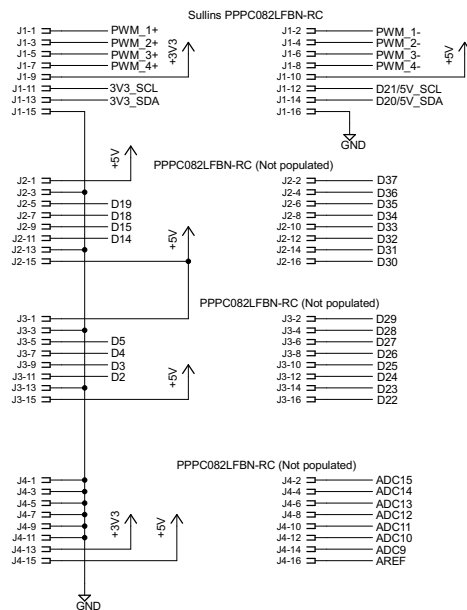 Sullins PPPC082LFBN-RC
J1-1 PWM_1+
J1-3 PWM_2+
J1-5 PWM_3+
J1-7 PWM_4+
J1-9 +3V3
J1-11 3V3_SCL
J1-13 3V3_SDA
J1-15
J1-2 PWM_1-
J1-4 PWM_2-
J1-6 PWM_3-
J1-8 PWM_4-
J1-10 +5V
J1-12 D21/5V_SCL
J1-14 D20/5V_SDA
J1-16
GND
PPPC082LFBN-RC (Not populated)
+5V
J2-1
J2-3
J2-5 D19
J2-7 D18
J2-9 D15
J2-11 D14
J2-13
J2-15
+5V
J2-2 D37
J2-4 D36
J2-6 D35
J2-8 D34
J2-10 D33
J2-12 D32
J2-14 D31
J2-16 D30
PPPC082LFBN-RC (Not populated)
J3-1
J3-3
J3-5 D5
J3-7 D4
J3-9 D3
J3-11 D2
J3-13
J3-15
+5V
J3-2 D29
J3-4 D28
J3-6 D27
J3-8 D26
J3-10 D25
J3-12 D24
J3-14 D23
J3-16 D22
PPPC082LFBN-RC (Not populated)
J4-1
J4-3
J4-5
J4-7
J4-9
J4-11
J4-13 +3V3
J4-15 +5V
J4-2 ADC15
J4-4 ADC14
J4-6 ADC13
J4-8 ADC12
J4-10 ADC11
J4-12 ADC10
J4-14 ADC9
J4-16 AREF
GND